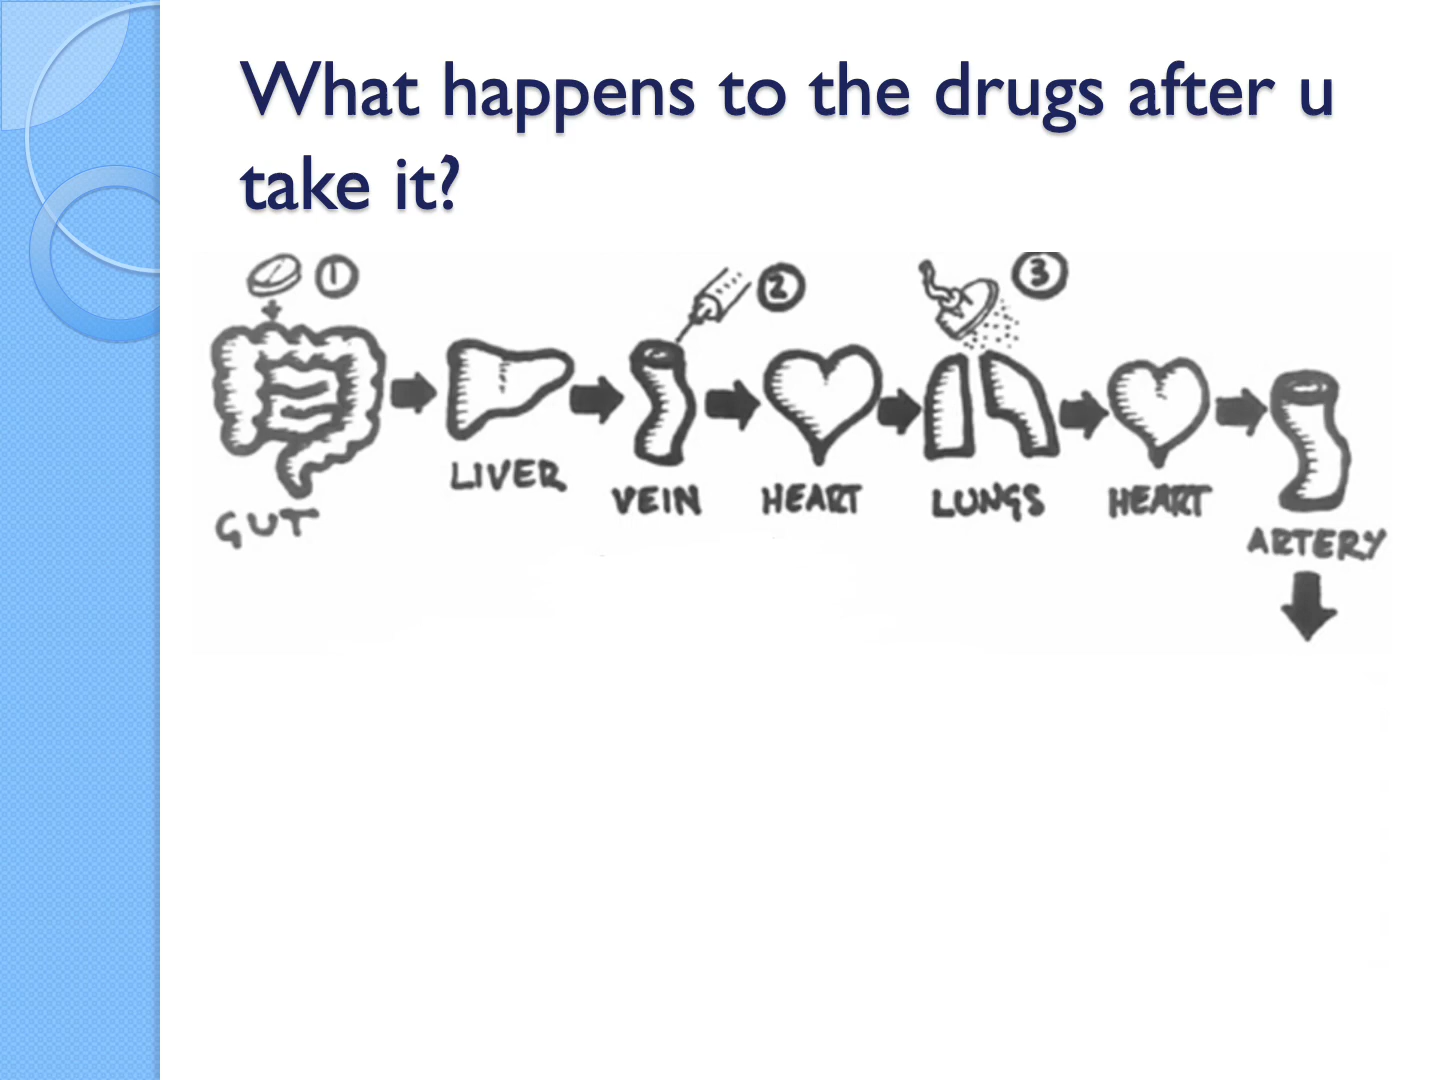 What happens to the drugs after u
take it?
1
2
3
GUT
LIVER
VEIN
HEART
LUNGS
HEART
ARTERY